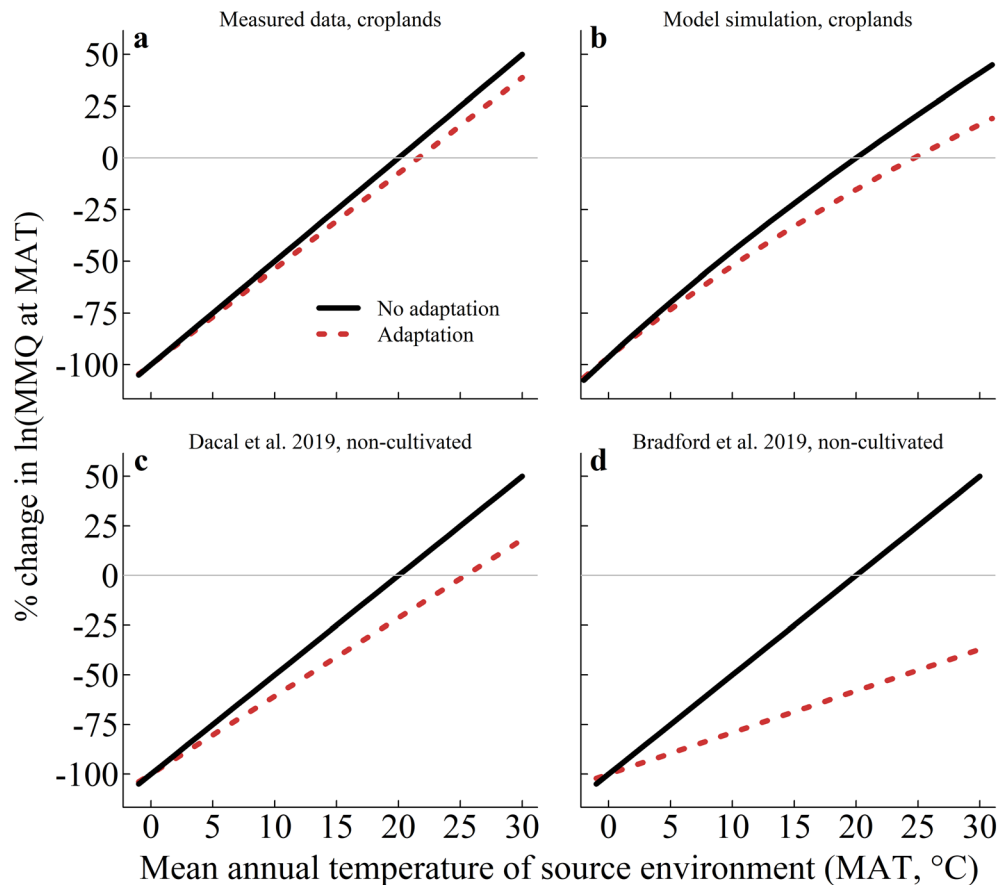 Measured data, croplands
a
50
25
0
-25
-50
-75
-100
No adaptation
Adaptation
Model simulation, croplands
b
Dacal et al. 2019, non-cultivated
c
50
25
0
-25
-50
-75
-100
0 5 10 15 20 25 30
Bradford et al. 2019, non-cultivated
d
0 5 10 15 20 25 30
% change in ln(MMQ at MAT)
Mean annual temperature of source environment (MAT, °C)